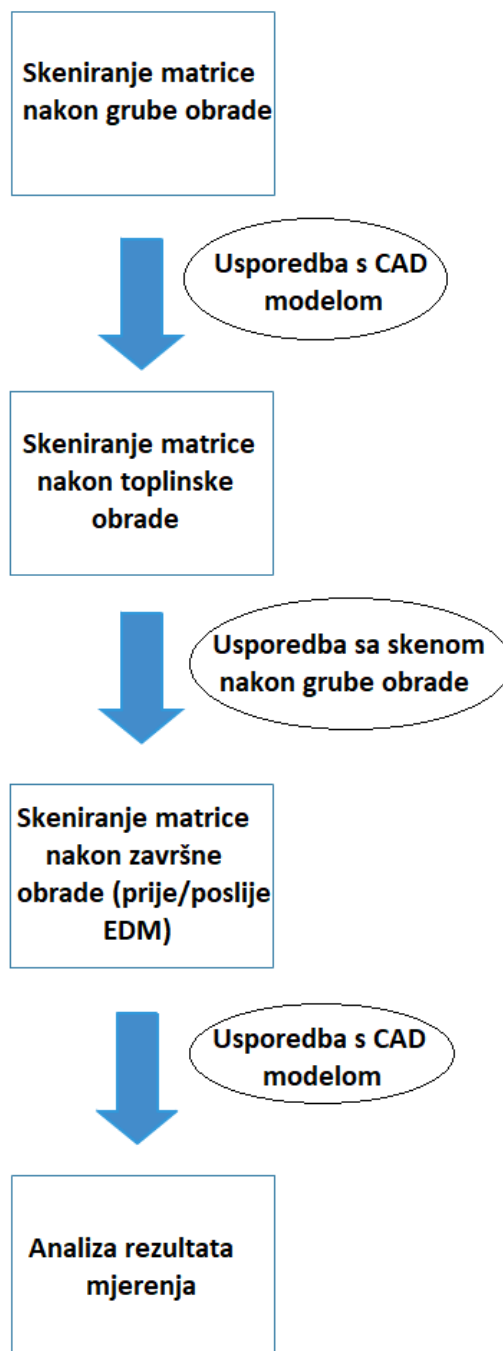 Skeniranje matrice
nakon grube obrade
Usporedba s CAD
modelom
Skeniranje matrice
nakon toplinske
obrade
Usporedba sa skenom
nakon grube obrade
Skeniranje matrice
nakon završne
obrade (prije/poslije
EDM)
Usporedba s CAD
modelom
Analiza rezultata
mjerenja